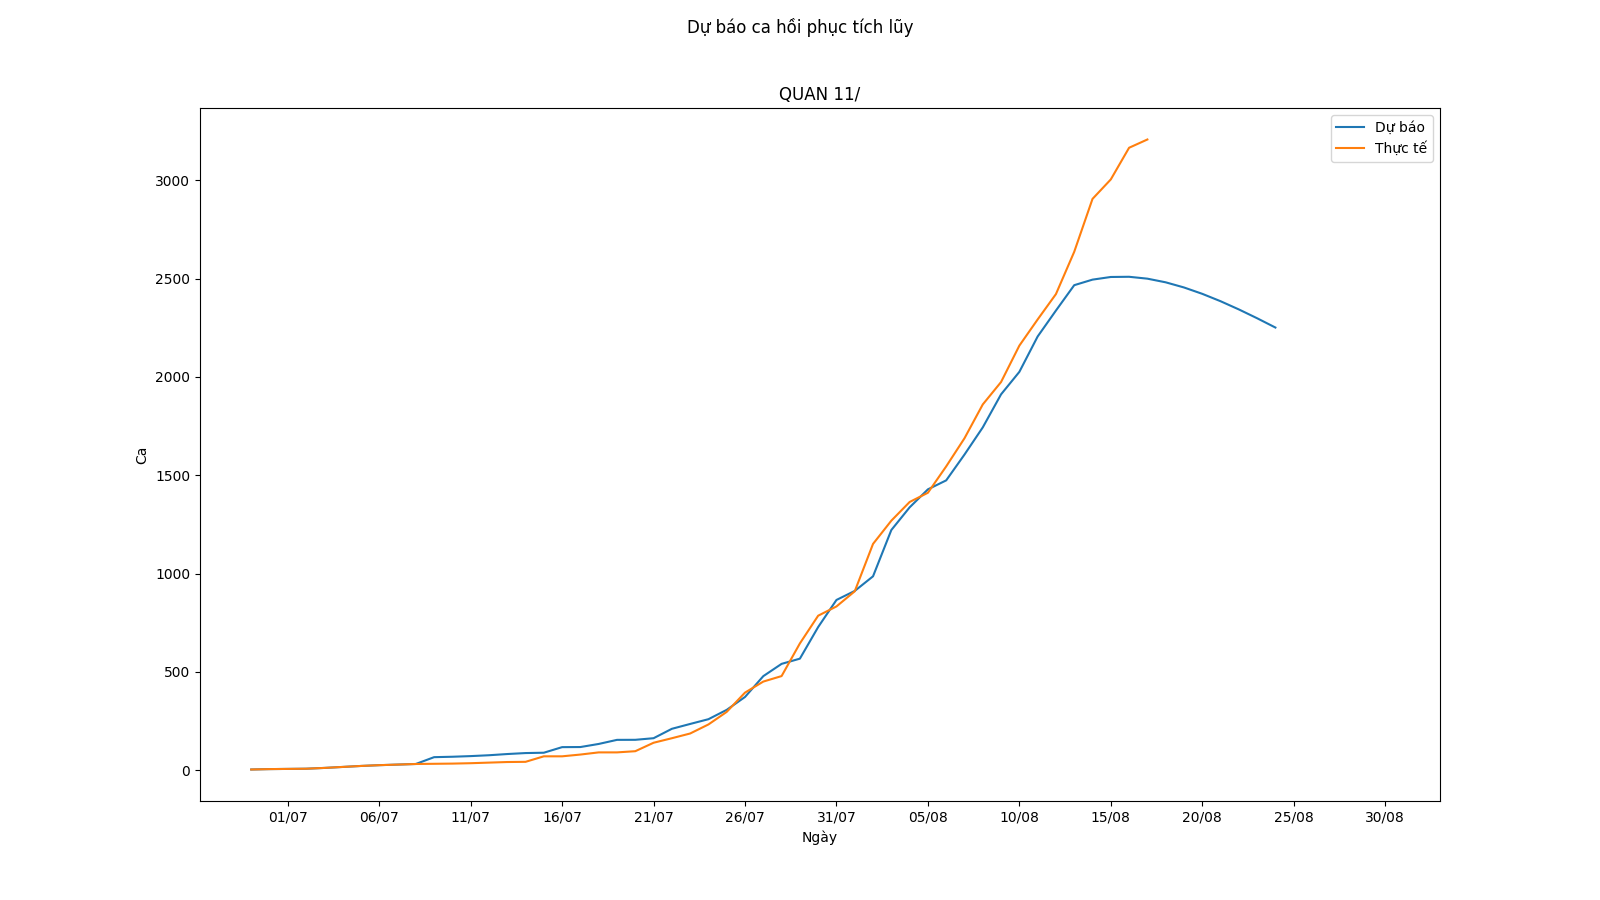 Dự báo ca hồi phục tích lũy
QUAN 11/
Dự báo
Thực tế
3000
2500
2000
1500
1000
500
0
Ca
01/07 06/07 11/07 16/07 21/07 26/07 31/07 05/08 10/08 15/08 20/08 25/08 30/08
Ngày